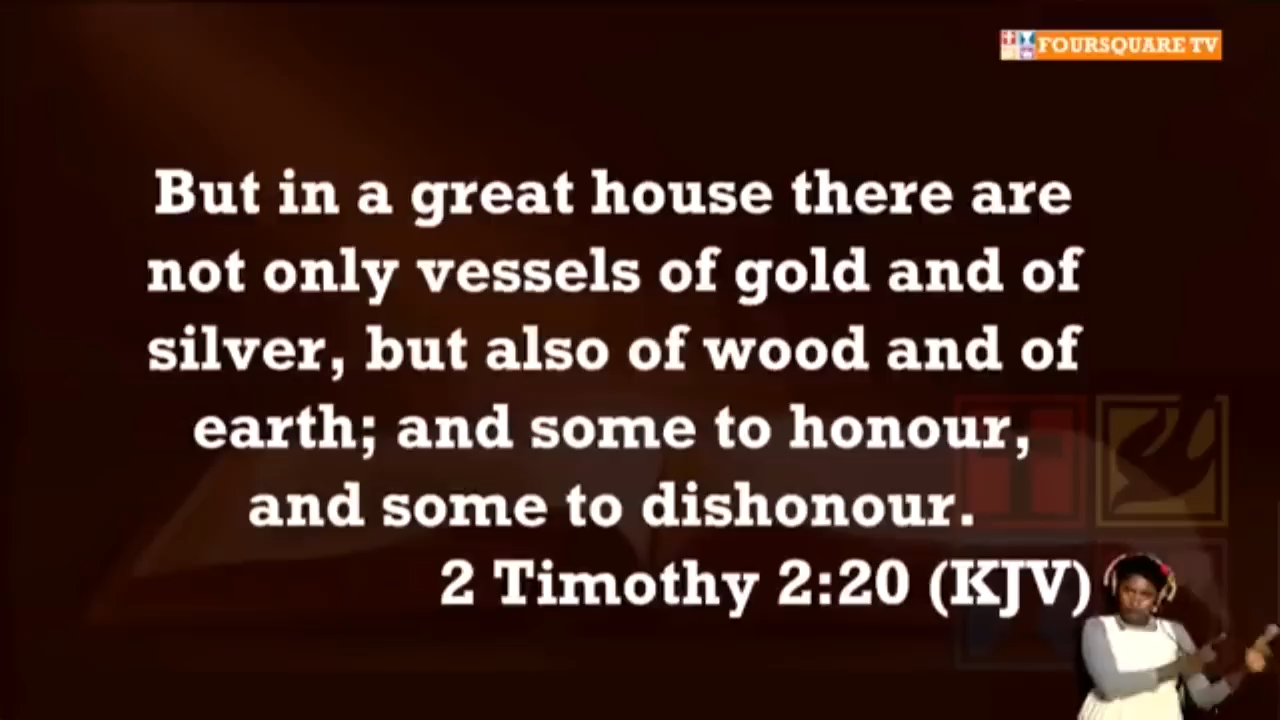 FOURSQUARE TV
But in a great house there are
not only vessels of gold and of
silver, but also of wood and of
earth; and some to honour,
and some to dishonour.
2 Timothy 2:20 (KJV)